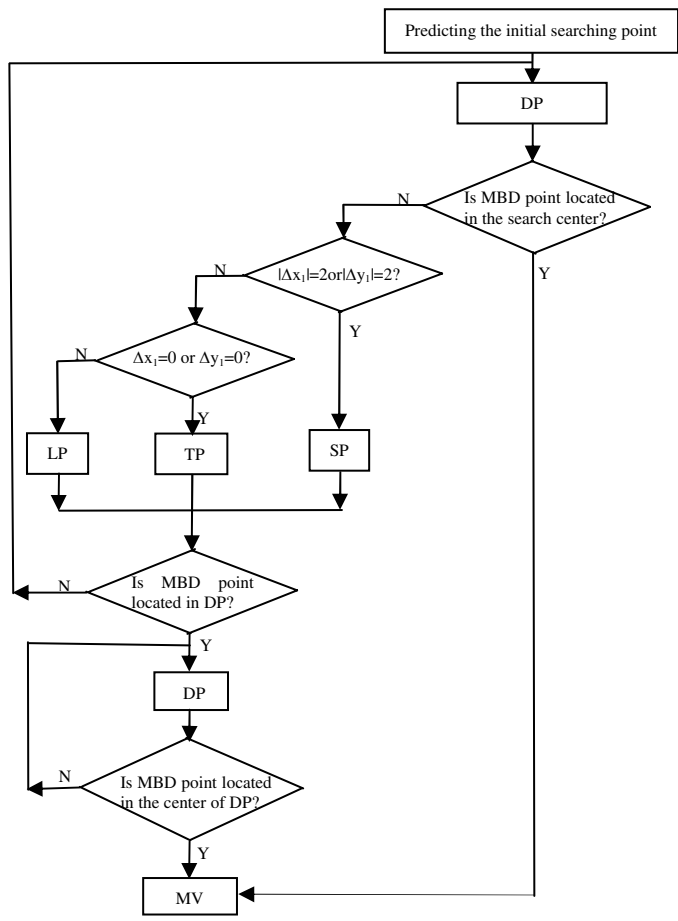 Predicting the initial searching point
DP
Is MBD point located
in the search center?
N
Y
|Δx₁|=2or|Δy₁|=2?
N
Y
Δx₁=0 or Δy₁=0?
N
Y
LP
TP
SP
Is MBD point
located in DP?
N
Y
DP
Is MBD point located
in the center of DP?
N
Y
MV